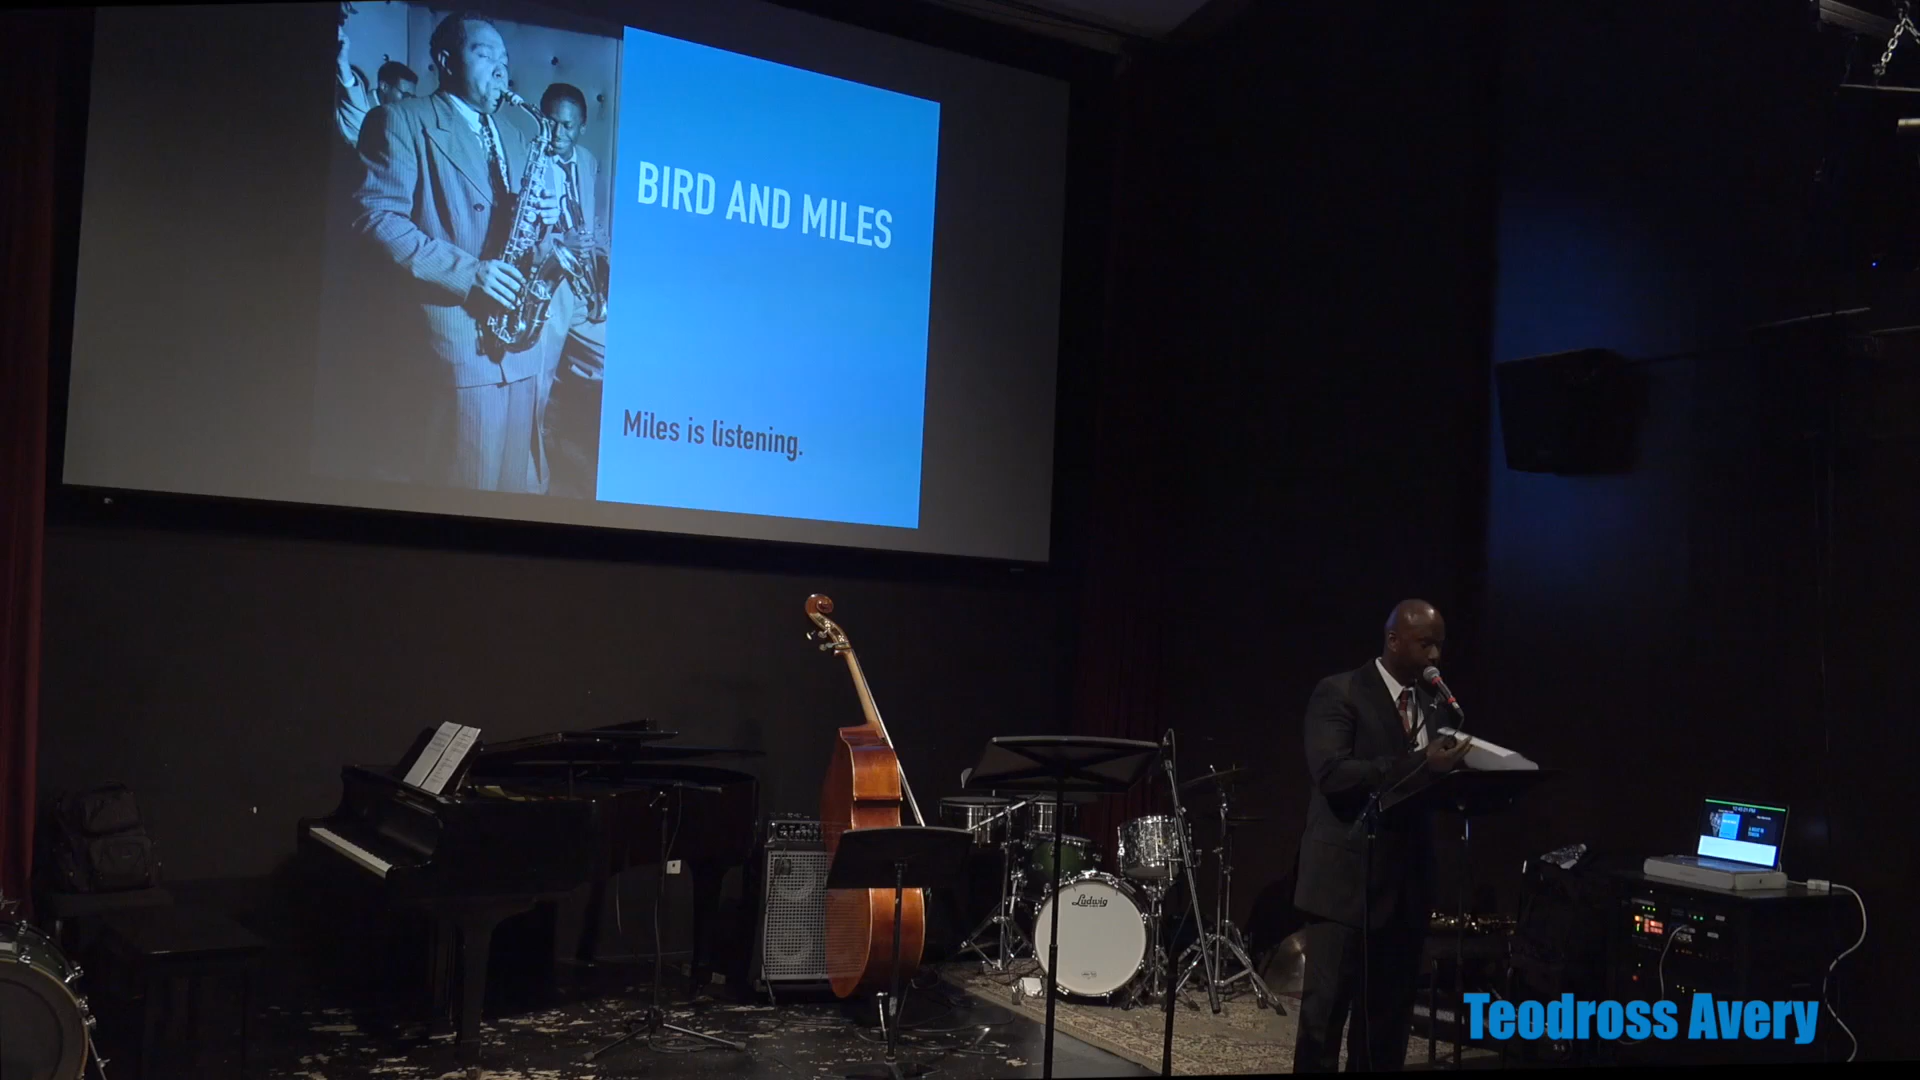 BIRD AND MILES
Miles is listening.
Ludwig
Teodross Avery